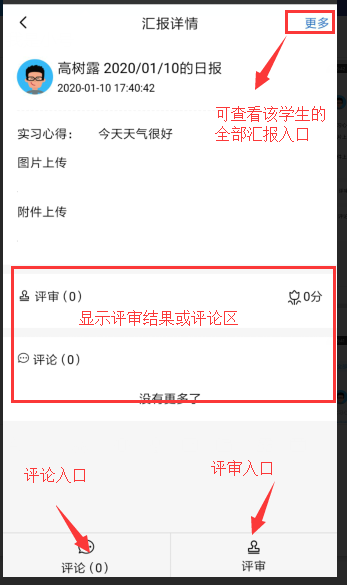 汇报详情
更多
高树露 2020/01/10的日报
2020-01-10 17:40:42
可查看该学生的
全部汇报入口
实习心得： 今天天气很好
图片上传
附件上传
评审（0） 0分
显示评审结果或评论区
评论（0）
没有更多了
评论入口
评审入口
评论（0）
评审